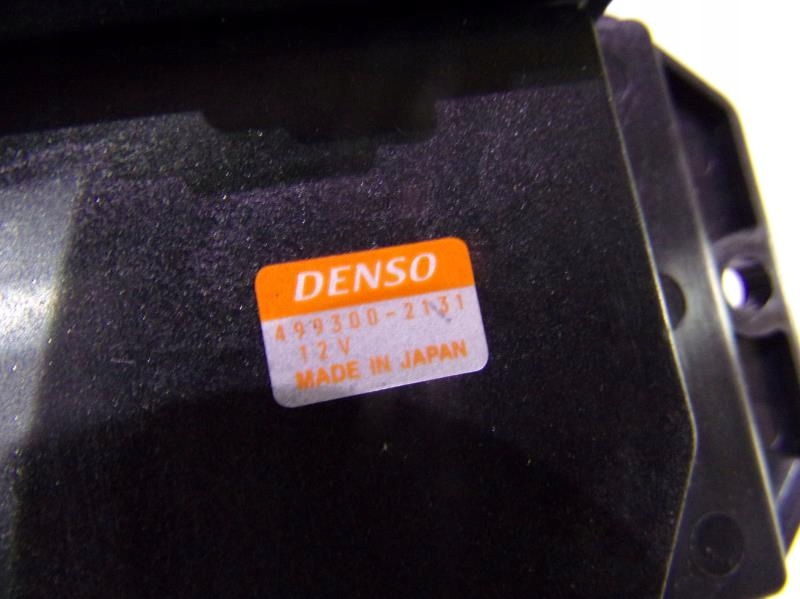 DENSO
499300-2131
12V
MADE IN JAPAN